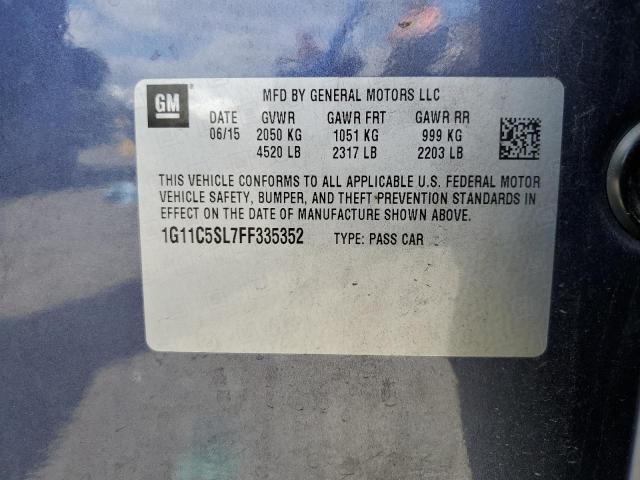 GM
MFD BY GENERAL MOTORS LLC
DATE GVWR GAWR FRT GAWR RR
06/15 2050 KG 1051 KG 999 KG
4520 LB 2317 LB 2203 LB
THIS VEHICLE CONFORMS TO ALL APPLICABLE U.S. FEDERAL MOTOR
VEHICLE SAFETY, BUMPER, AND THEFT PREVENTION STANDARDS IN
EFFECT ON THE DATE OF MANUFACTURE SHOWN ABOVE.
1G11C5SL7FF335352 TYPE: PASS CAR